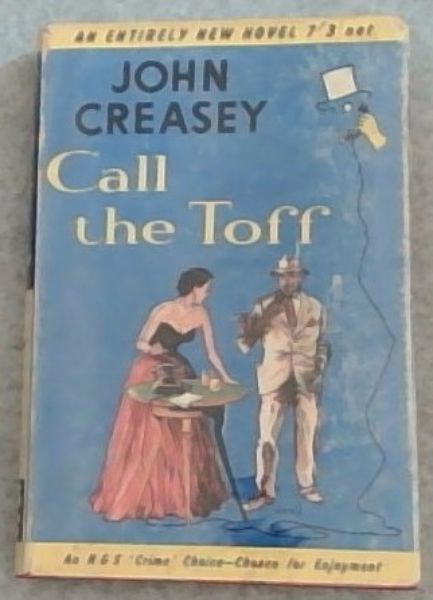 AN ENTIRELY NEW NOVEL 7/3 net
JOHN
CREASEY
Call
the Toff
An H & S 'Crime' Choice—Chosen for Enjoyment